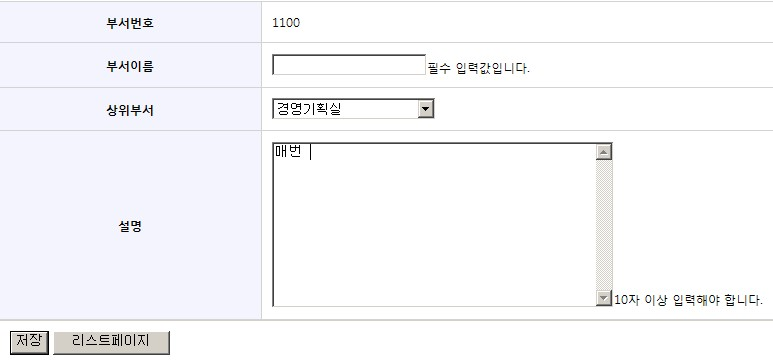 부서번호 1100
부서이름 필수 입력값입니다.
상위부서 경영기획실
매번
설명
10자 이상 입력해야 합니다.
저장 리스트페이지